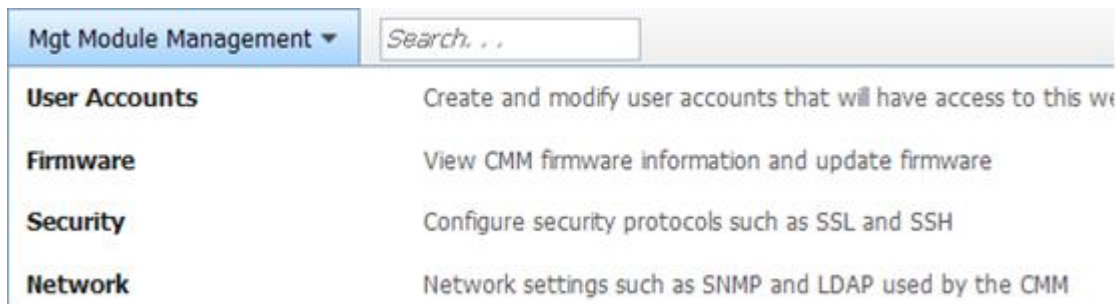 Mgt Module Management Search. . .
User Accounts Create and modify user accounts that will have access to this we
Firmware View CMM firmware information and update firmware
Security Configure security protocols such as SSL and SSH
Network Network settings such as SNMP and LDAP used by the CMM